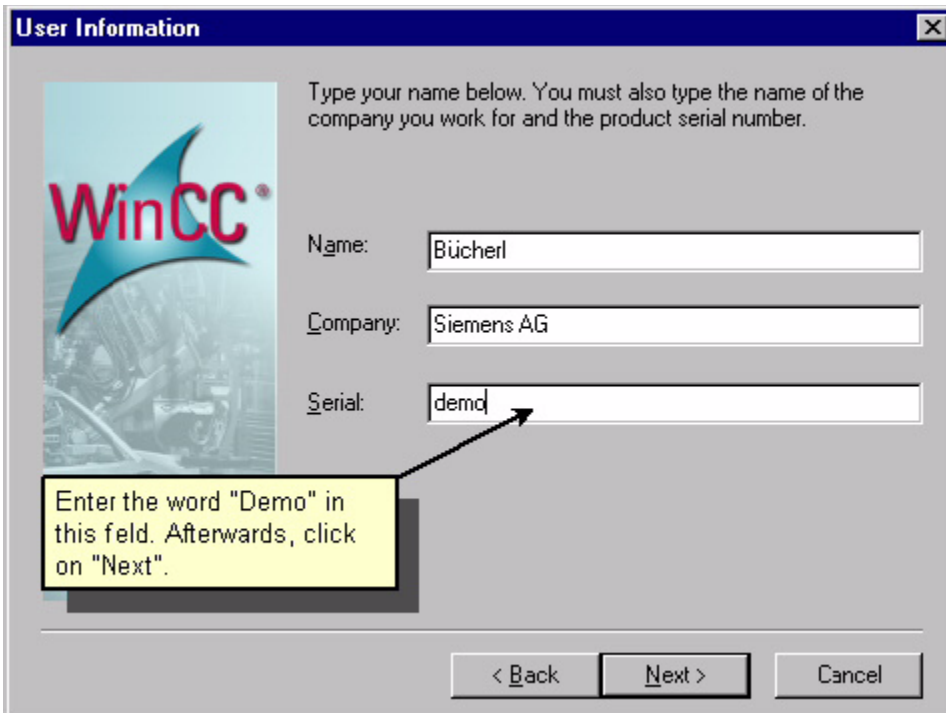 User Information
Type your name below. You must also type the name of the
company you work for and the product serial number.
WinCC®
Name:
Bücherl
Company:
Siemens AG
Serial:
demo
Enter the word "Demo" in
this feld. Afterwards, click
on "Next".
< Back
Next >
Cancel